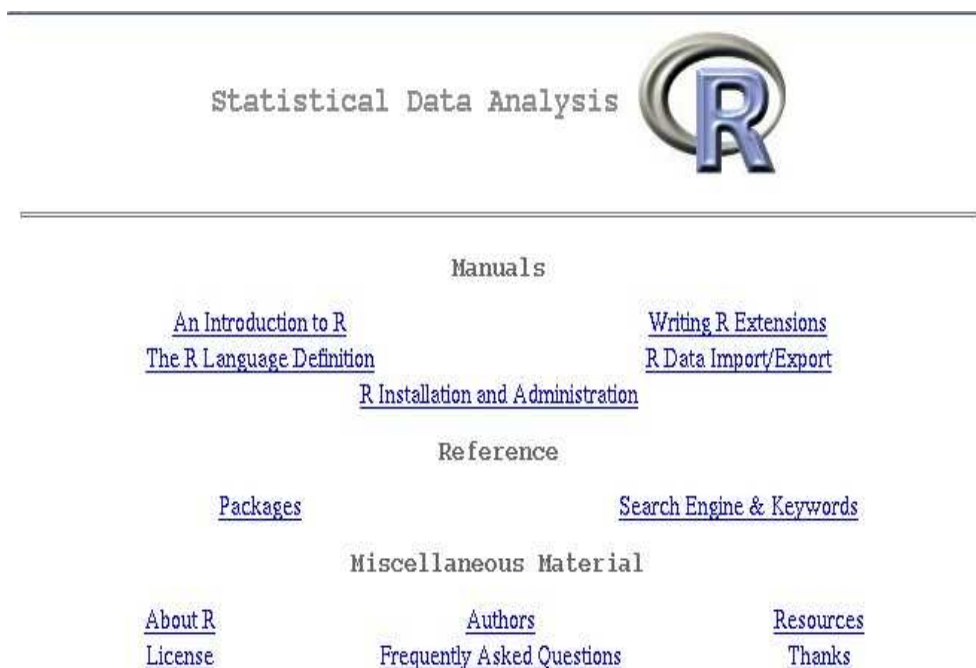 Statistical Data Analysis R
Manuals
An Introduction to R Writing R Extensions
The R Language Definition R Data Import/Export
R Installation and Administration
Reference
Packages Search Engine & Keywords
Miscellaneous Material
About R Authors Resources
License Frequently Asked Questions Thanks